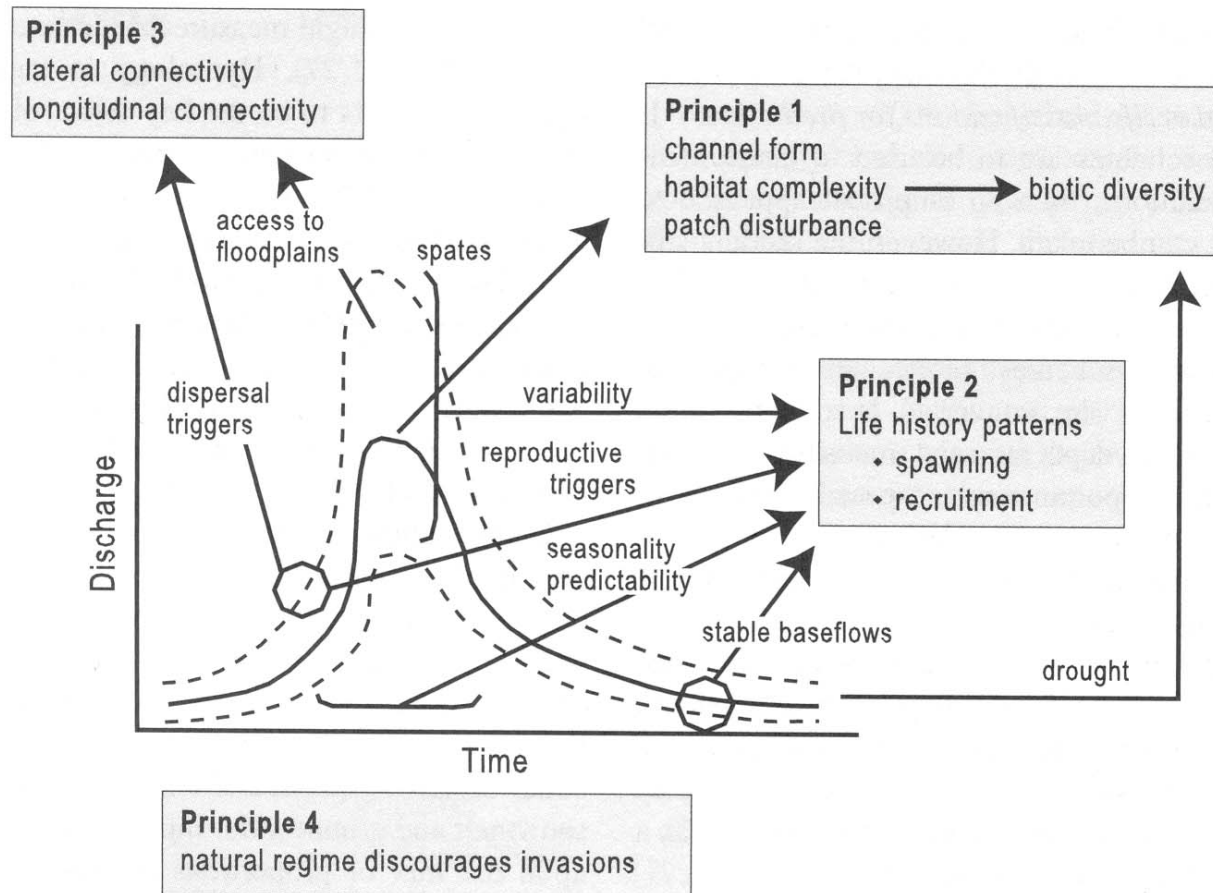 Principle 3
lateral connectivity
longitudinal connectivity
Principle 1
channel form
habitat complexity
biotic diversity
patch disturbance
access to
floodplains
spates
dispersal
triggers
variability
Principle 2
Life history patterns
• spawning
• recruitment
reproductive
triggers
seasonality
predictability
stable baseflows
drought
Discharge
Time
Principle 4
natural regime discourages invasions